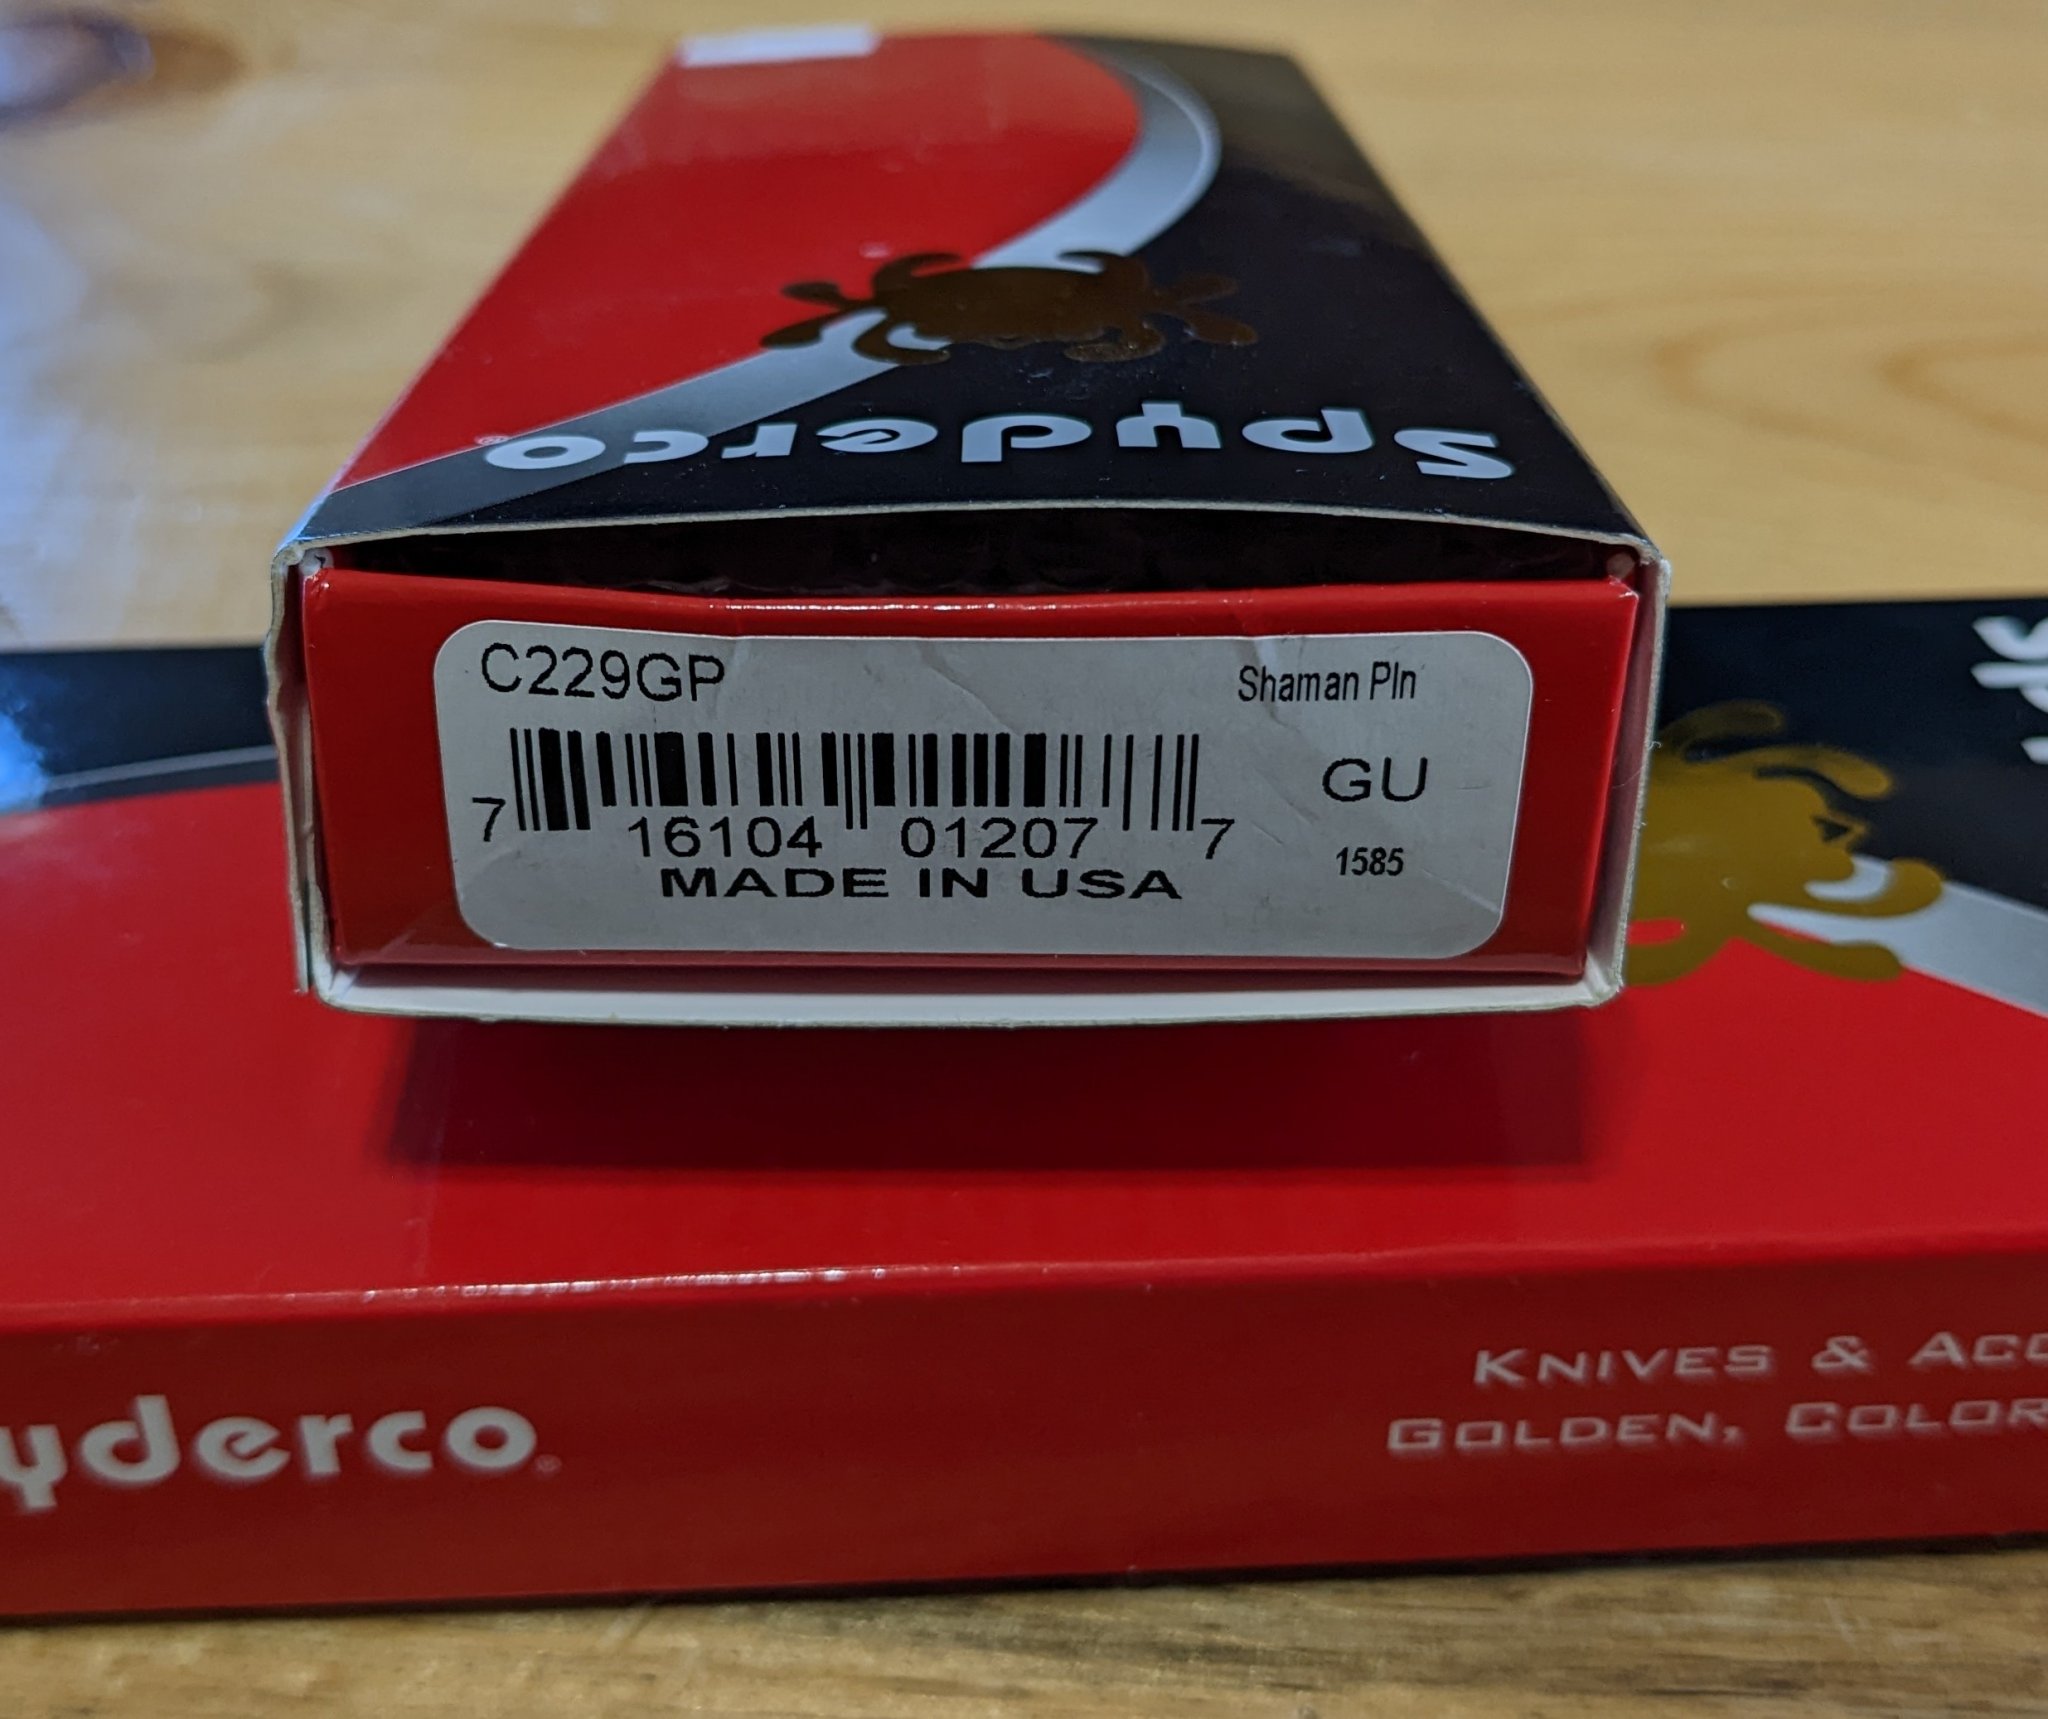 Spyderco®
C229GP
Shaman Pln
GU
7 16104 01207 7
1585
MADE IN USA
yderco
KNIVES & ACC
GOLDEN, COLOR